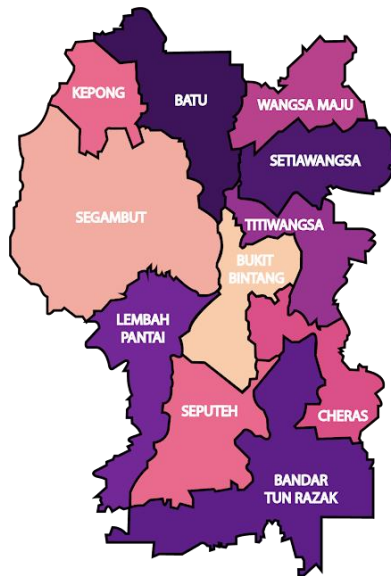 KEPONG
BATU
WANGSA MAJU
SETIAWANGSA
SEGAMBUT
TITIWANGSA
BUKIT
BINTANG
LEMBAH
PANTAI
SEPUTEH
CHERAS
BANDAR
TUN RAZAK